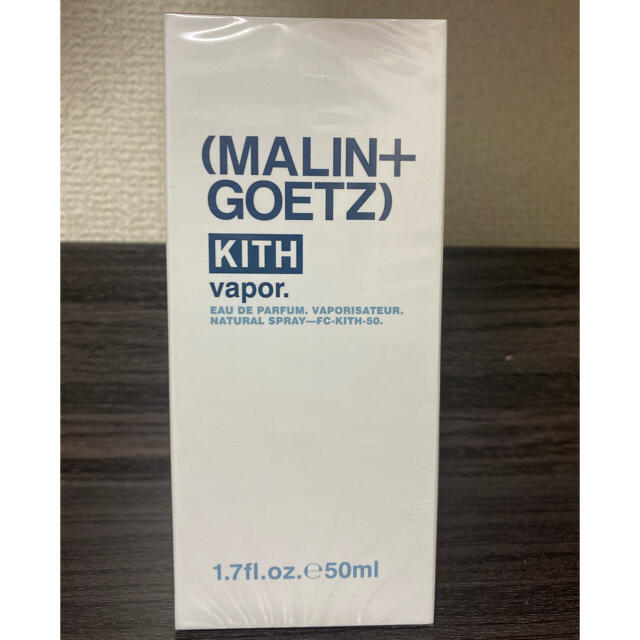 (MALIN+
GOETZ)
KITH
vapor.
EAU DE PARFUM. VAPORISATEUR.
NATURAL SPRAY—FC-KITH-50.
1.7fl.oz.℮50ml